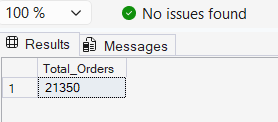 100 % No issues found
Results Messages
Total_Orders
1 21350